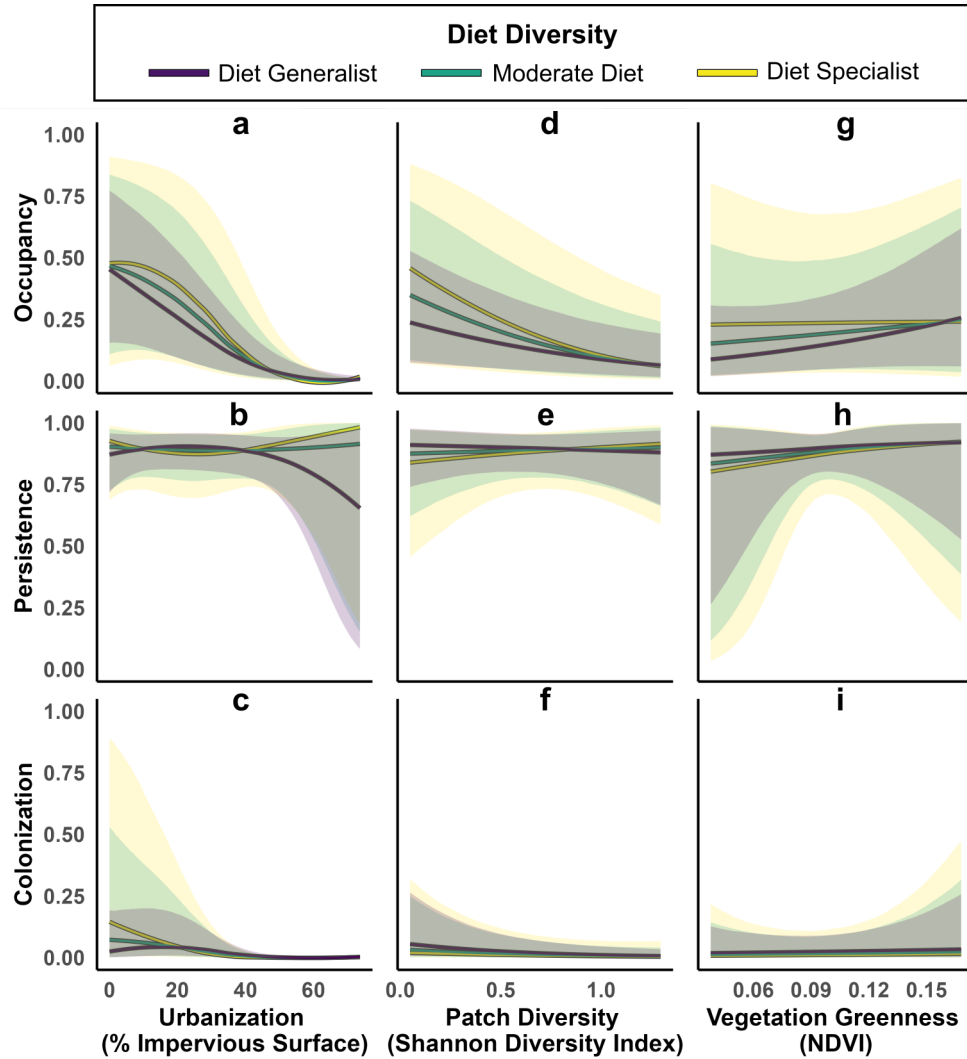 Diet Diversity
Diet Generalist Moderate Diet Diet Specialist
a d g
1.00
0.75
0.50
0.25
0.00
Occupancy
b e h
1.00
0.75
0.50
0.25
0.00
Persistence
c f i
1.00
0.75
0.50
0.25
0.00
Colonization
0 20 40 60 0.0 0.5 1.0 0.06 0.09 0.12 0.15
Urbanization
(% Impervious Surface)
Patch Diversity
(Shannon Diversity Index)
Vegetation Greenness
(NDVI)